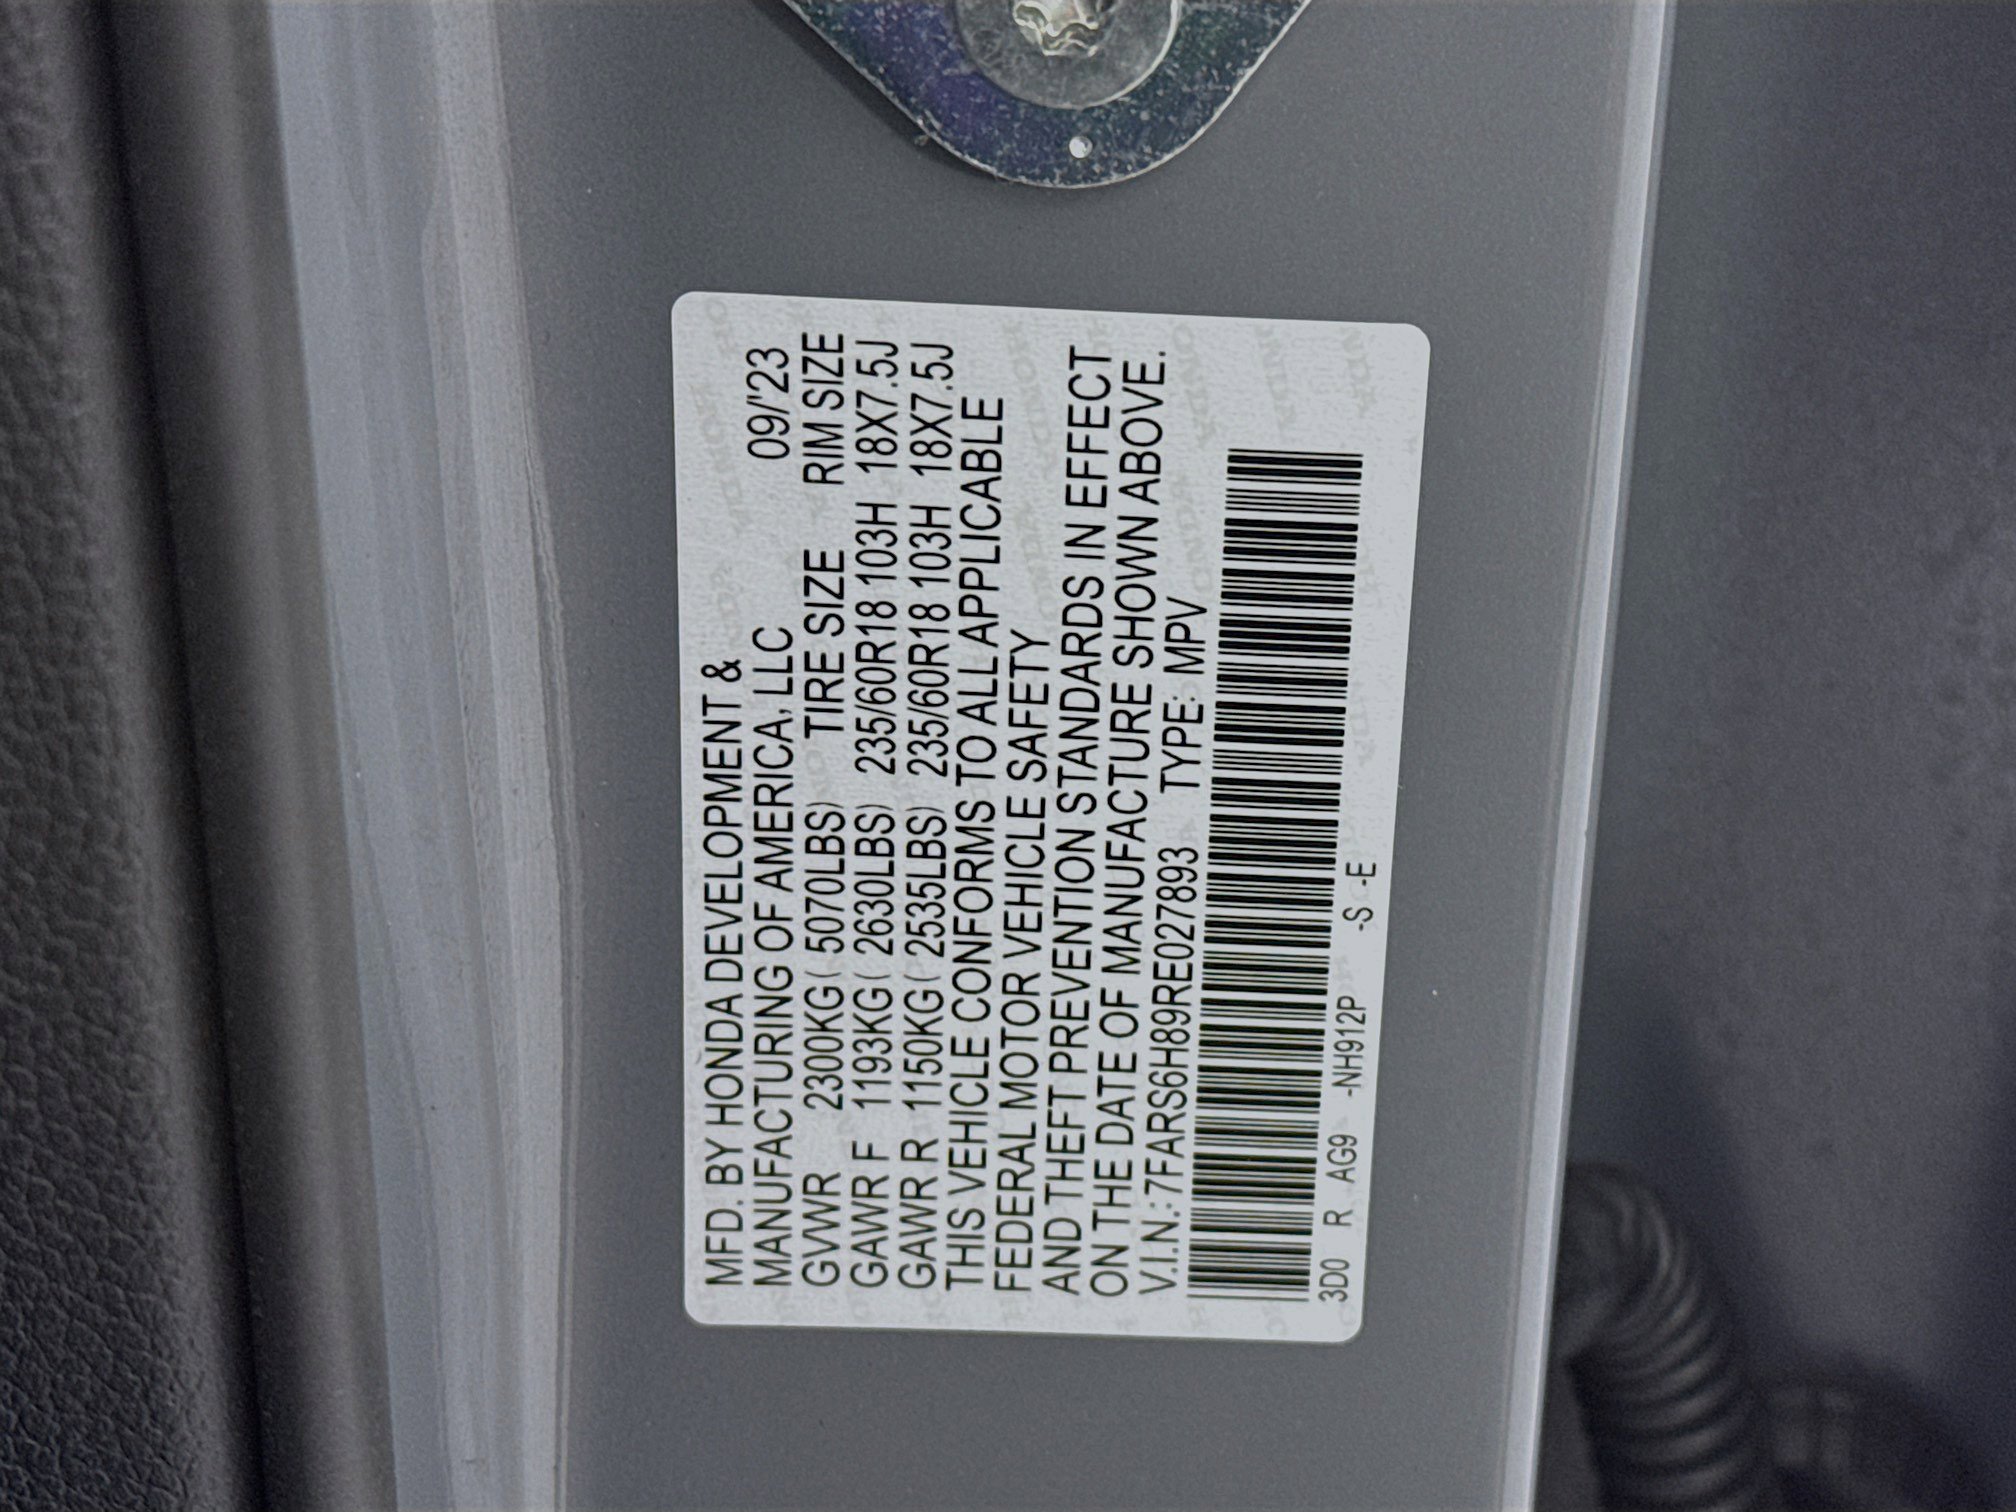 MFD. BY HONDA DEVELOPMENT &
MANUFACTURING OF AMERICA, LLC 09/'23
GVWR 2300KG( 5070LBS) TIRE SIZE RIM SIZE
GAWR F 1193KG( 2630LBS) 235/60R18 103H 18X7.5J
GAWR R 1150KG( 2535LBS) 235/60R18 103H 18X7.5J
THIS VEHICLE CONFORMS TO ALL APPLICABLE
FEDERAL MOTOR VEHICLE SAFETY
AND THEFT PREVENTION STANDARDS IN EFFECT
ON THE DATE OF MANUFACTURE SHOWN ABOVE.
V.I.N.: 7FARS6H89RE027893 TYPE: MPV
3D0 R AG9 -NH912P -S -E